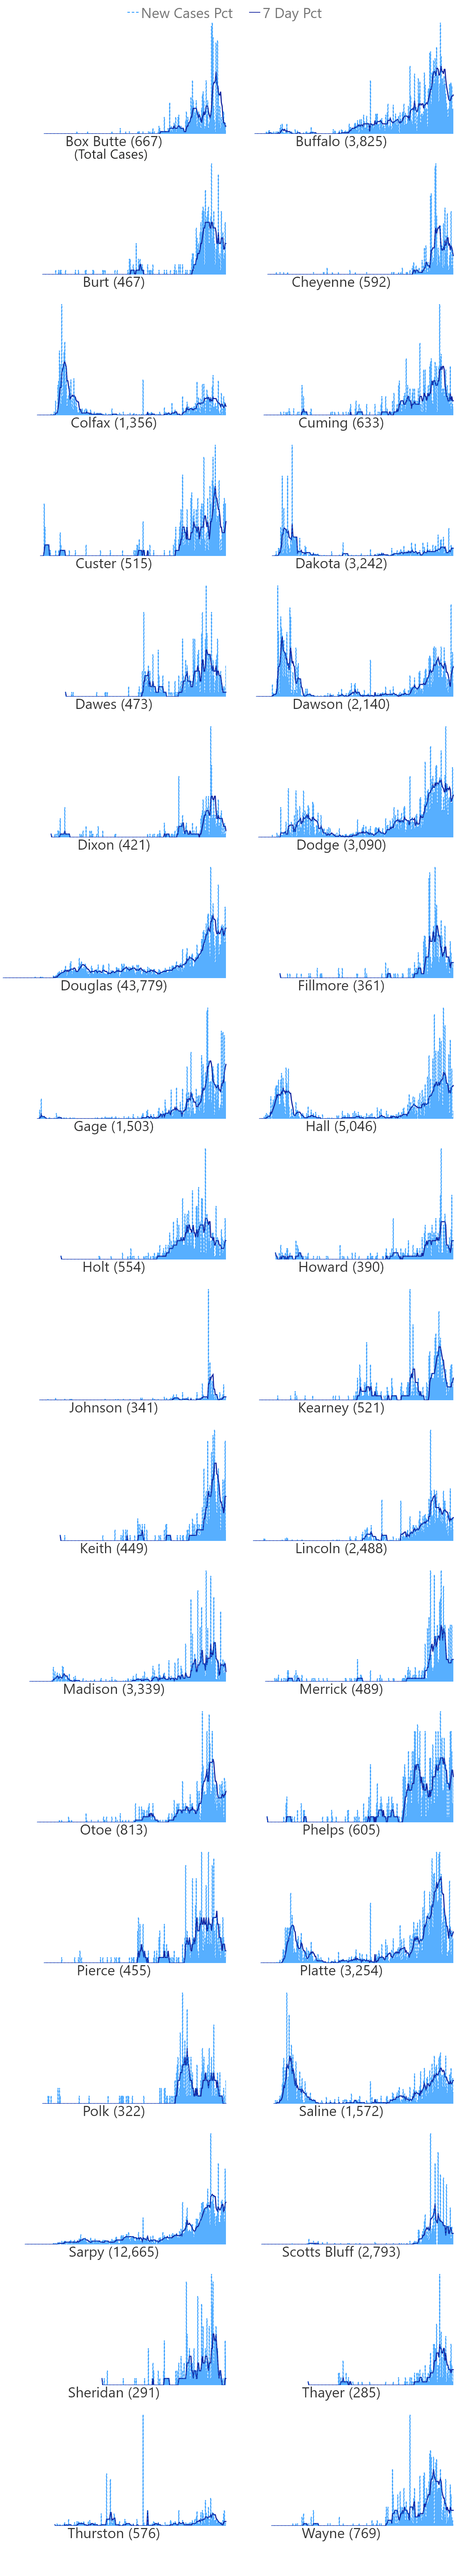 New Cases Pct 7 Day Pct
Box Butte (667) Buffalo (3,825)
(Total Cases)
Burt (467) Cheyenne (592)
Colfax (1,356) Cuming (633)
Custer (515) Dakota (3,242)
Dawes (473) Dawson (2,140)
Dixon (421) Dodge (3,090)
Douglas (43,779) Fillmore (361)
Gage (1,503) Hall (5,046)
Holt (554) Howard (390)
Johnson (341) Kearney (521)
Keith (449) Lincoln (2,488)
Madison (3,339) Merrick (489)
Otoe (813) Phelps (605)
Pierce (455) Platte (3,254)
Polk (322) Saline (1,572)
Sarpy (12,665) Scotts Bluff (2,793)
Sheridan (291) Thayer (285)
Thurston (576) Wayne (769)